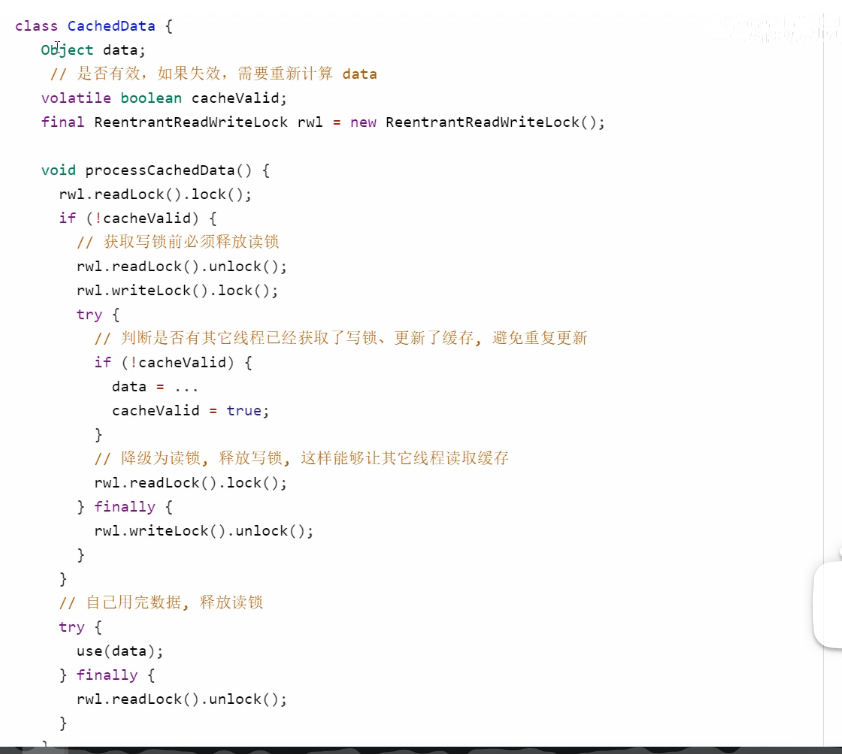 class CachedData {
Object data;
// 是否有效，如果失效，需要重新计算 data
volatile boolean cacheValid;
final ReentrantReadWriteLock rwl = new ReentrantReadWriteLock();
void processCachedData() {
rwl.readLock().lock();
if (!cacheValid) {
// 获取写锁前必须释放读锁
rwl.readLock().unlock();
rwl.writeLock().lock();
try {
// 判断是否有其它线程已经获取了写锁、更新了缓存, 避免重复更新
if (!cacheValid) {
data = ...
cacheValid = true;
}
// 降级为读锁, 释放写锁, 这样能够让其它线程读取缓存
rwl.readLock().lock();
} finally {
rwl.writeLock().unlock();
}
}
// 自己用完数据, 释放读锁
try {
use(data);
} finally {
rwl.readLock().unlock();
}
}